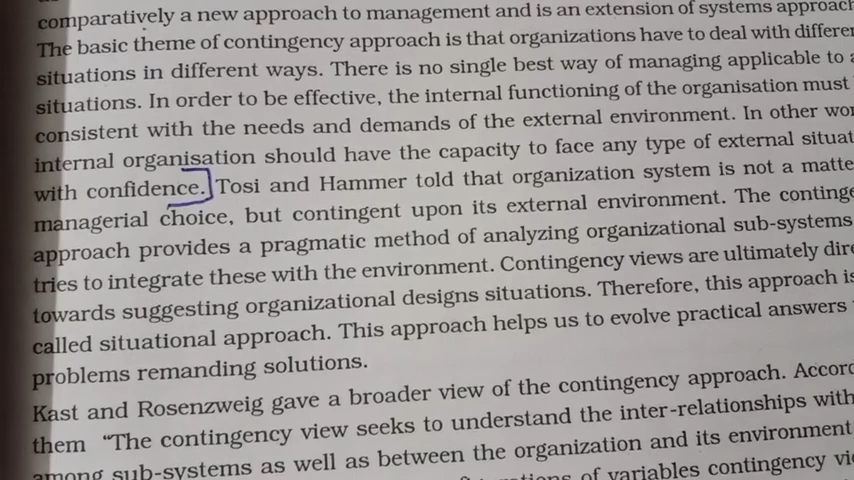 comparatively a new approach to management and is an extension of systems approach
The basic theme of contingency approach is that organizations have to deal with
situations in different ways. There is no single best way of managing applicable to
situations. In order to be effective, the internal functioning of the organisation must
consistent with the needs and demands of the external environment. In other
internal organisation should have the capacity to face any type of external
with confidence. Tosi and Hammer told that organization system is not a
managerial choice, but contingent upon its external environment. The
approach provides a pragmatic method of analyzing organizational sub-systems
tries to integrate these with the environment. Contingency views are ultimately
towards suggesting organizational designs situations. Therefore, this approach is
called situational approach. This approach helps us to evolve practical answers
problems remanding solutions.
Kast and Rosenzweig gave a broader view of the contingency approach.
them "The contingency view seeks to understand the inter-relationships with
among sub-systems as well as between the organization and its environment
of variables contingency